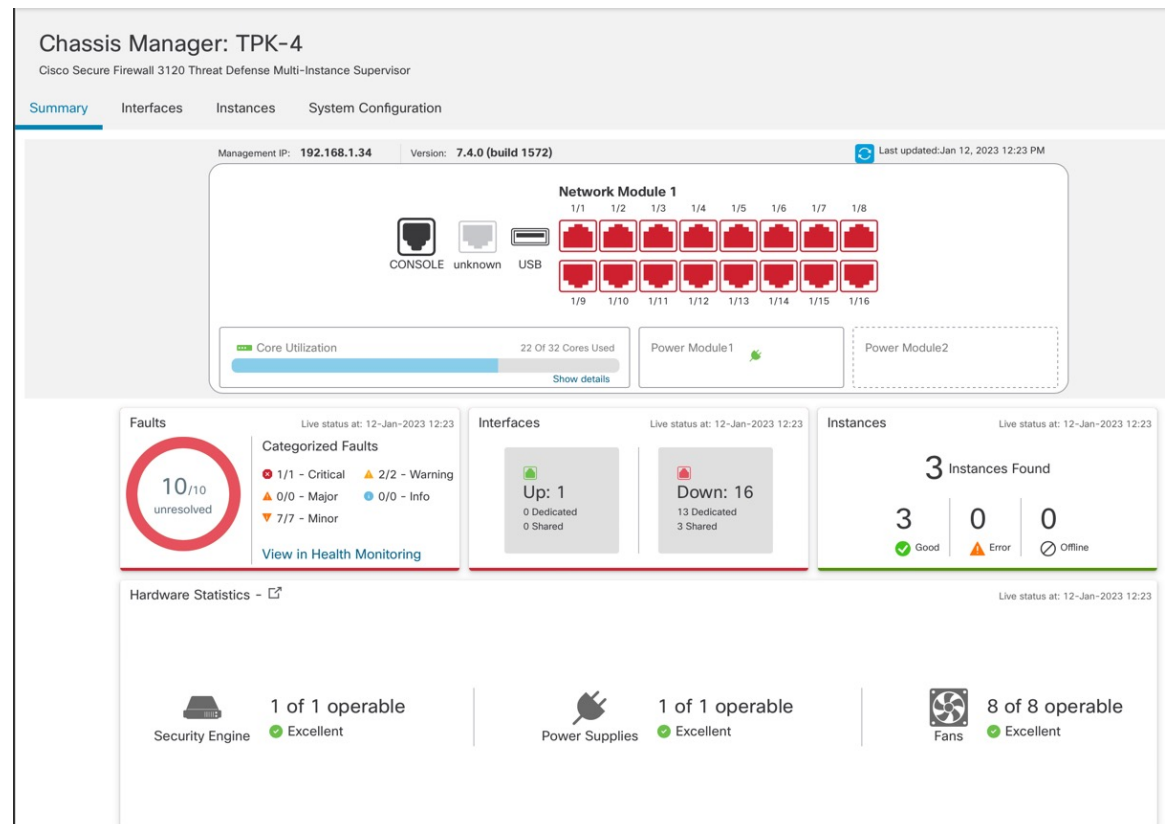 Chassis Manager: TPK-4
Cisco Secure Firewall 3120 Threat Defense Multi-Instance Supervisor
Summary Interfaces Instances System Configuration
Management IP: 192.168.1.34 Version: 7.4.0 (build 1572) Last updated:Jan 12, 2023 12:23 PM
Network Module 1
1/1 1/2 1/3 1/4 1/5 1/6 1/7 1/8
CONSOLE unknown USB
1/9 1/10 1/11 1/12 1/13 1/14 1/15 1/16
Core Utilization 22 Of 32 Cores Used
Show details
Power Module1
Power Module2
Faults Live status at: 12-Jan-2023 12:23
10/10
unresolved
Categorized Faults
1/1 - Critical 2/2 - Warning
0/0 - Major 0/0 - Info
7/7 - Minor
View in Health Monitoring
Interfaces Live status at: 12-Jan-2023 12:23
Up: 1
0 Dedicated
0 Shared
Down: 16
13 Dedicated
3 Shared
Instances Live status at: 12-Jan-2023 12:23
3 Instances Found
3 0 0
Good Error Offline
Hardware Statistics - Live status at: 12-Jan-2023 12:23
Security Engine
1 of 1 operable
Excellent
Power Supplies
1 of 1 operable
Excellent
Fans
8 of 8 operable
Excellent